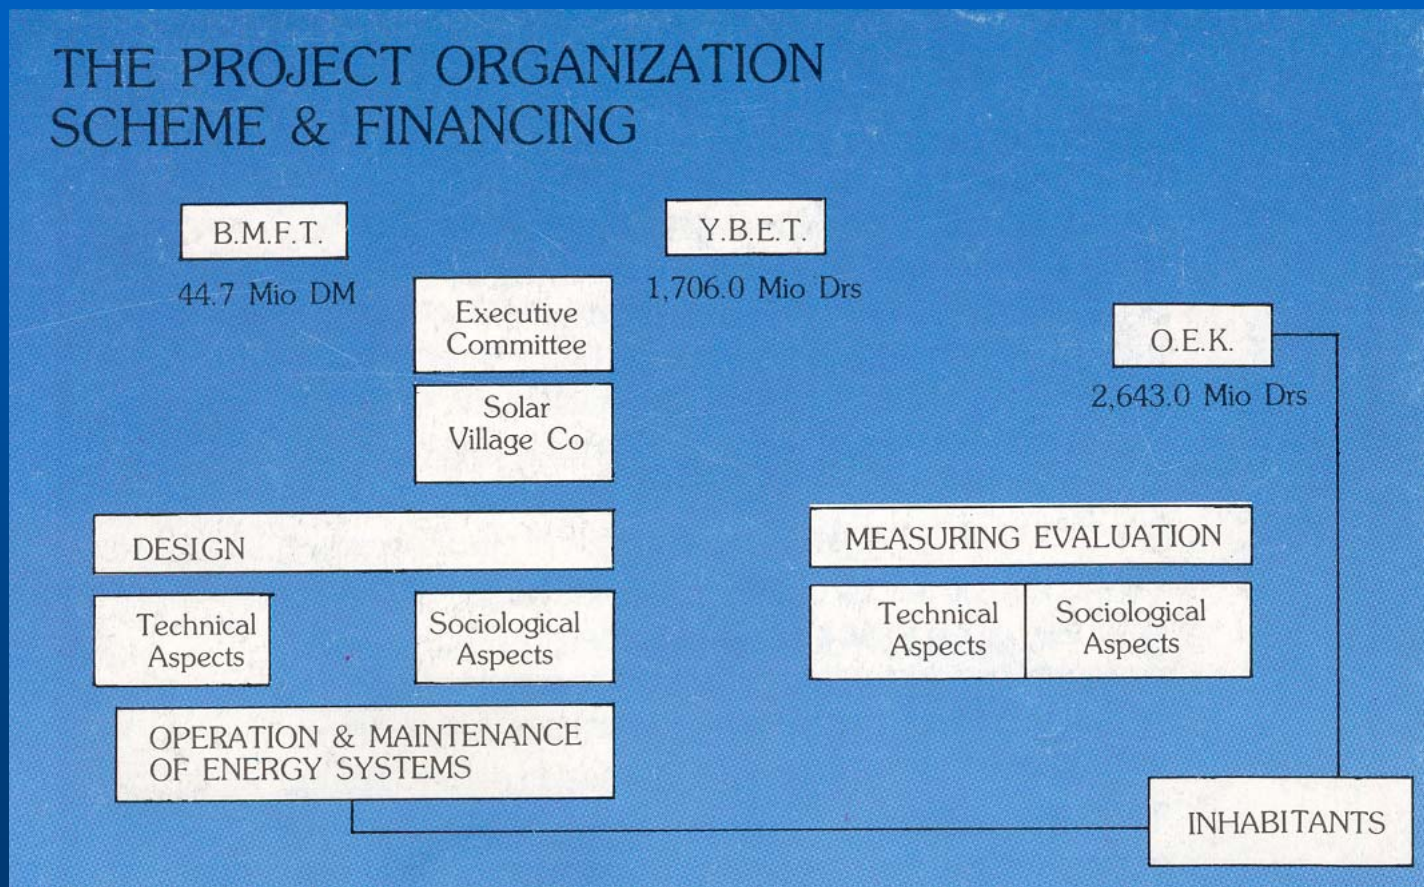 THE PROJECT ORGANIZATION
SCHEME & FINANCING
B.M.F.T.
44.7 Mio DM
Y.B.E.T.
1,706.0 Mio Drs
Executive
Committee
O.E.K.
2,643.0 Mio Drs
Solar
Village Co
DESIGN
MEASURING EVALUATION
Technical
Aspects
Sociological
Aspects
Technical
Aspects
Sociological
Aspects
OPERATION & MAINTENANCE
OF ENERGY SYSTEMS
INHABITANTS